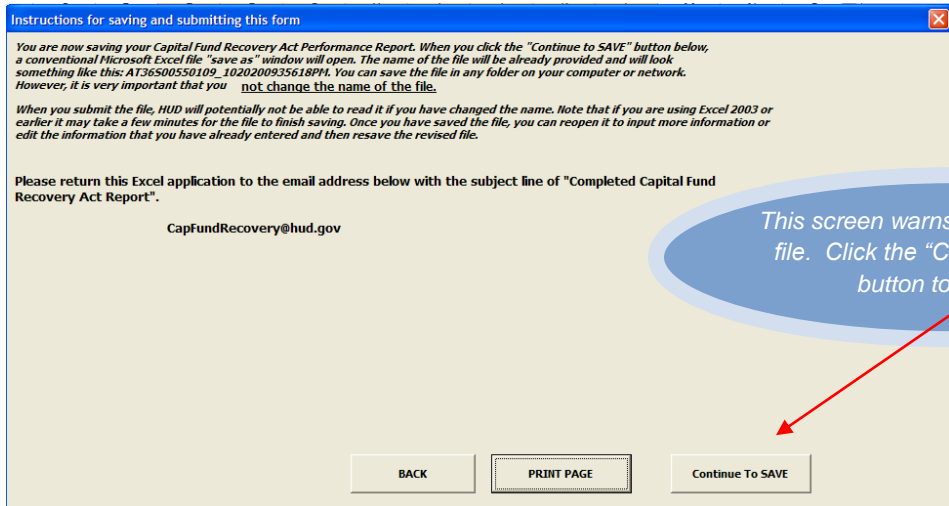 Instructions for saving and submitting this form
You are now saving your Capital Fund Recovery Act Performance Report. When you click the "Continue to SAVE" button below,
a conventional Microsoft Excel file "save as" window will open. The name of the file will be already provided and will look
something like this: AT36S00550109_1020200935618PM. You can save the file in any folder on your computer or network.
However, it is very important that you not change the name of the file.
When you submit the file, HUD will potentially not be able to read it if you have changed the name. Note that if you are using Excel 2003 or
earlier it may take a few minutes for the file to finish saving. Once you have saved the file, you can reopen it to input more information or
edit the information that you have already entered and then resave the revised file.
Please return this Excel application to the email address below with the subject line of "Completed Capital Fund
Recovery Act Report".
CapFundRecovery@hud.gov
This screen warns
file. Click the “C
button to
BACK
PRINT PAGE
Continue To SAVE